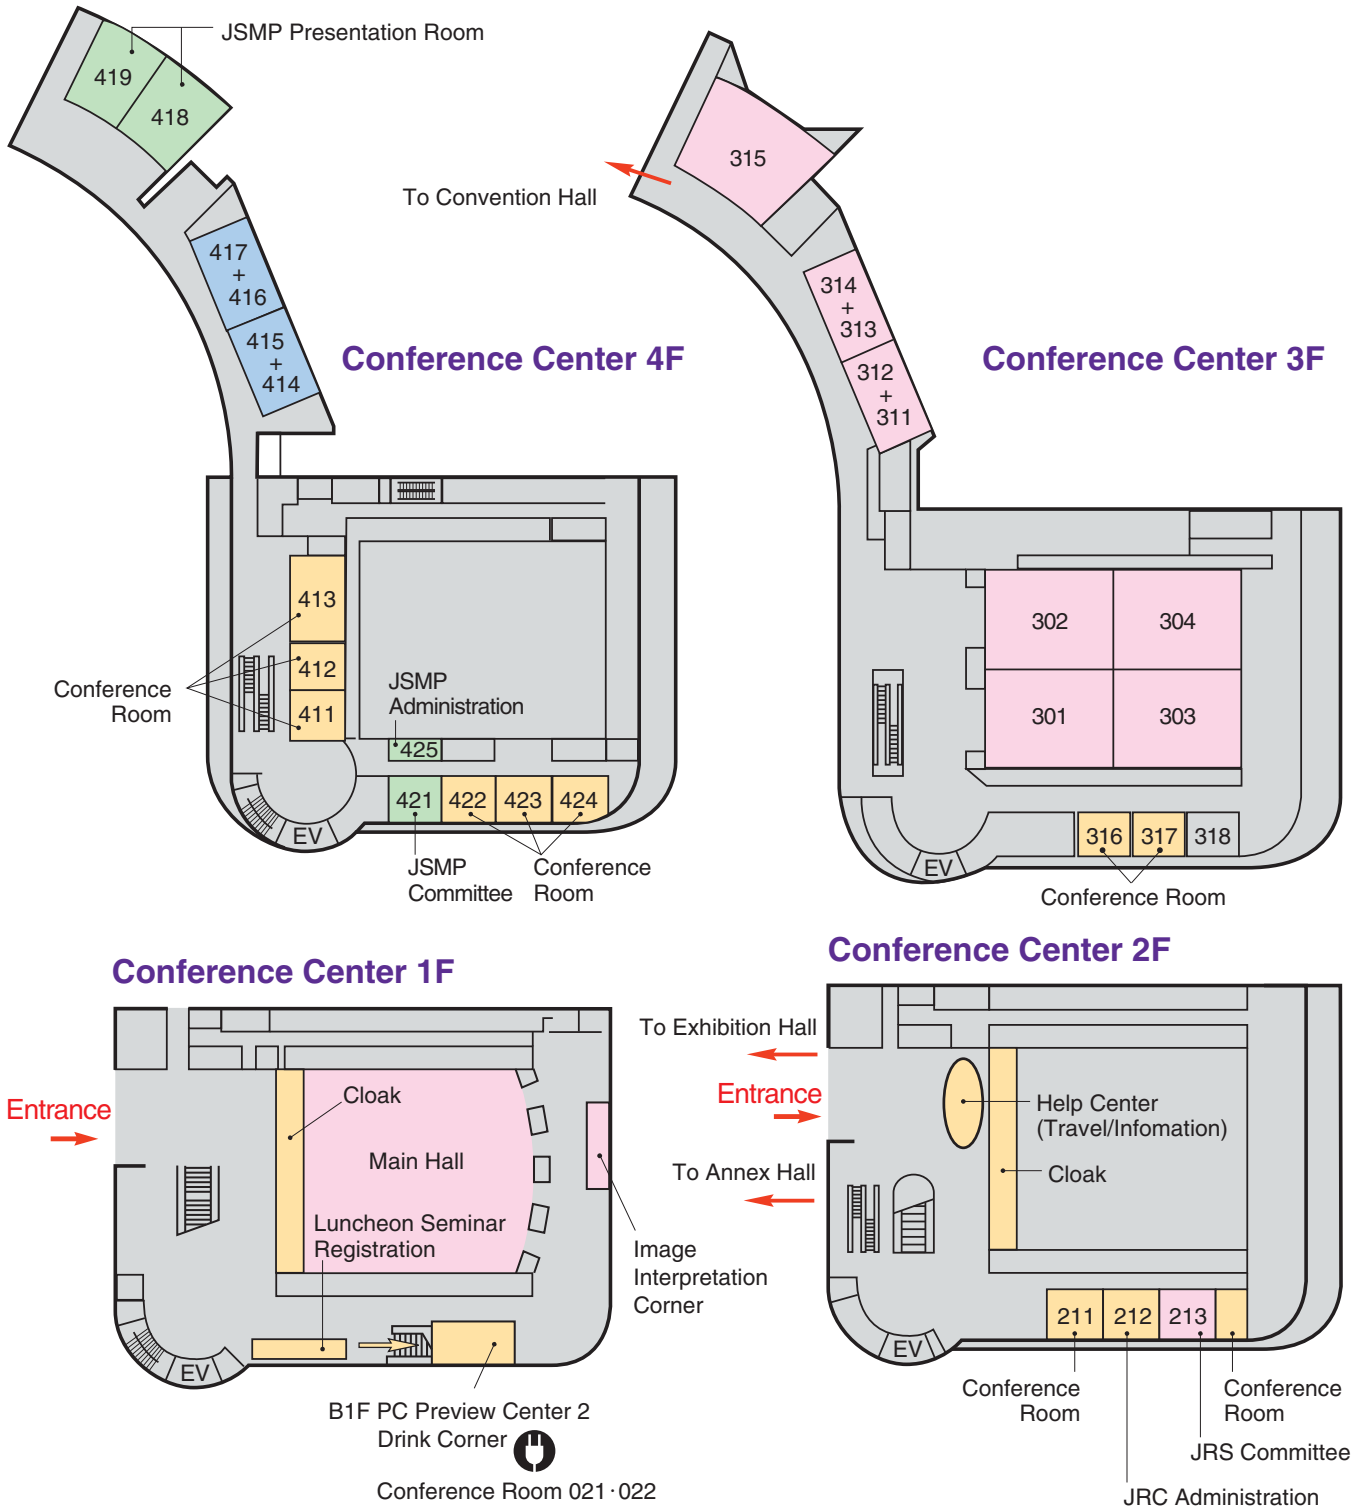 JSMP Presentation Room
419
418
417
+
416
415
+
414
Conference Center 4F
413
412
411
Conference
Room
JSMP
Administration
425
421
422
423
424
EV
JSMP
Committee
Conference
Room
315
To Convention Hall
314
+
313
312
+
311
Conference Center 3F
302
304
301
303
316
317
318
EV
Conference Room
Conference Center 1F
Entrance
Cloak
Main Hall
Luncheon Seminar
Registration
Image
Interpretation
Corner
EV
B1F PC Preview Center 2
Drink Corner
Conference Room 021·022
Conference Center 2F
To Exhibition Hall
Entrance
To Annex Hall
Help Center
(Travel/Infomation)
Cloak
211
212
213
EV
Conference
Room
Conference
Room
JRS Committee
JRC Administration